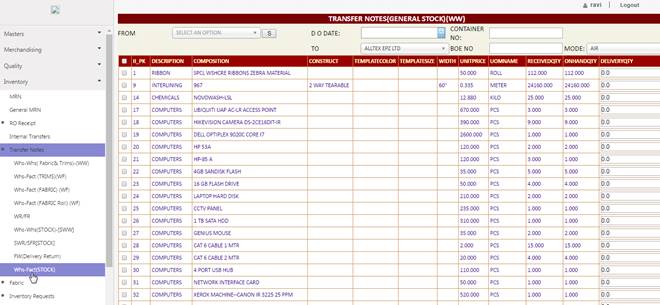 ravi Logout
Masters
Merchandising
Quality
Inventory
MRN
General MRN
RO Receipt
Internal Transfers
Transfer Notes
Whs-Whs( Fabric& Trims)-(WW)
Whs-Fact (TRIMS)(WF)
Whs-Fact (FABRIC) (WF)
Whs-Fact (FABRIC Roll) (WF)
WR/FR
Whs-Whs(STOCK)-[SWW]
SWR/SFR[STOCK]
FW(Delivery Return)
Whs-Fact(STOCK)
Fabric
Inventory Requests
TRANSFER NOTES(GENERAL STOCK)(WW)
FROM SELECT AN OPTION S D O DATE: CONTAINER NO:
TO ALLTEX EPZ LTD BOE NO MODE: AIR
II_PK DESCRIPTION COMPOSITION CONSTRUCT TEMPLATECOLOR TEMPLATESIZE WIDTH UNITPRICE UOMNAME RECEIVEDQTY ONHANDQTY DELIVERYQTY
1 RIBBON SPCL WSHCRE RIBBONS ZEBRA MATERIAL 50.000 ROLL 112.000 112.000 0.0
9 INTERLINING 967 2 WAY TEARABLE 60" 0.335 METER 24160.000 24160.000 0.0
14 CHEMICALS NOVOWASH-LSL 12.880 KILO 25.000 25.000 0.0
17 COMPUTERS UBIQUITI UAP AC-LR ACCESS POINT 670.000 PCS 3.000 3.000 0.0
18 COMPUTERS HIKEVISION CAMERA DS-2CE16D1T-IR 390.000 PCS 9.000 9.000 0.0
19 COMPUTERS DELL OPTIPLEX 9020C CORE I7 2600.000 PCS 1.000 1.000 0.0
20 COMPUTERS HP 53A 120.000 PCS 2.000 2.000 0.0
21 COMPUTERS HP-85 A 120.000 PCS 3.000 1.000 0.0
22 COMPUTERS 4GB SANDISK FLASH 35.000 PCS 5.000 5.000 0.0
23 COMPUTERS 16 GB FLASH DRIVE 50.000 PCS 4.000 4.000 0.0
24 COMPUTERS LAPTOP HARD DISK 210.000 PCS 2.000 2.000 0.0
25 COMPUTERS CCTV PANEL 235.000 PCS 1.000 1.000 0.0
26 COMPUTERS 1 TB SATA HDD 310.000 PCS 1.000 1.000 0.0
27 COMPUTERS GENIUS MOUSE 35.000 PCS 1.000 1.000 0.0
28 COMPUTERS CAT 6 CABLE 1 MTR 20.000 PCS 15.000 15.000 0.0
29 COMPUTERS CAT 6 CABLE 2 MTR 20.000 PCS 4.000 4.000 0.0
30 COMPUTERS 4 PORT USB HUB 110.000 PCS 1.000 1.000 0.0
31 COMPUTERS NETWORK INTERFACE CARD 50.000 PCS 1.000 1.000 0.0
32 COMPUTERS XEROX MACHINE--CANON IR 3225 25 PPM 520.000 PCS 1.000 1.000 0.0